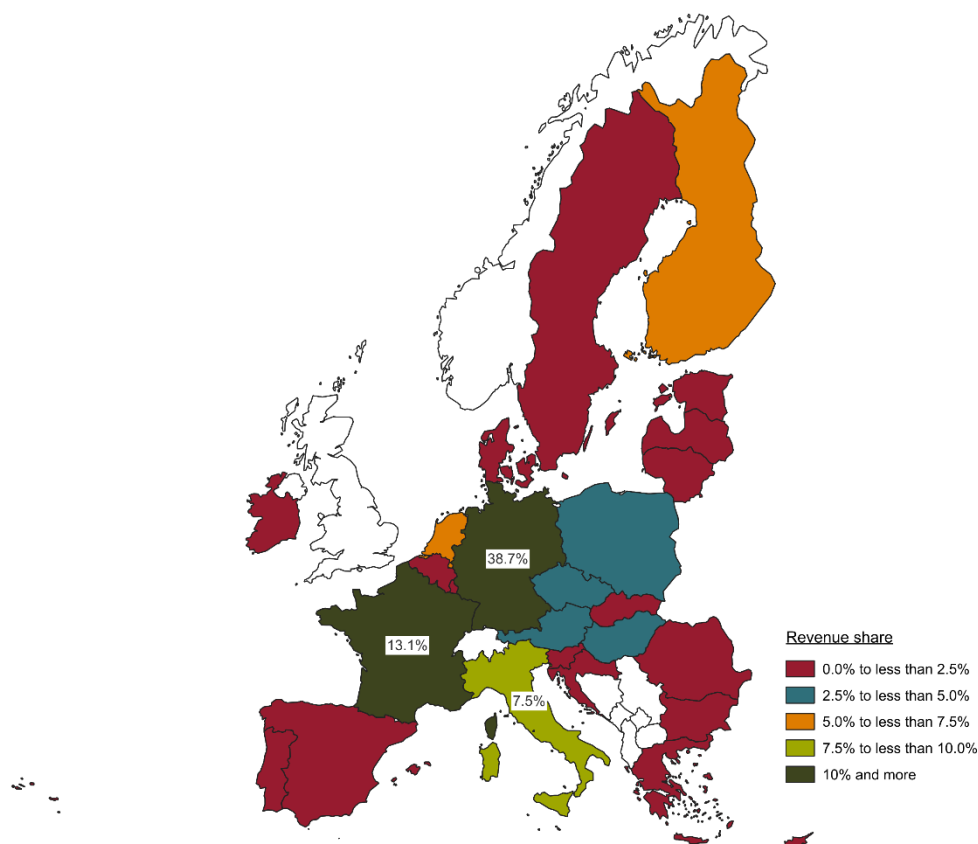 38.7%
13.1%
7.5%
Revenue share
0.0% to less than 2.5%
2.5% to less than 5.0%
5.0% to less than 7.5%
7.5% to less than 10.0%
10% and more